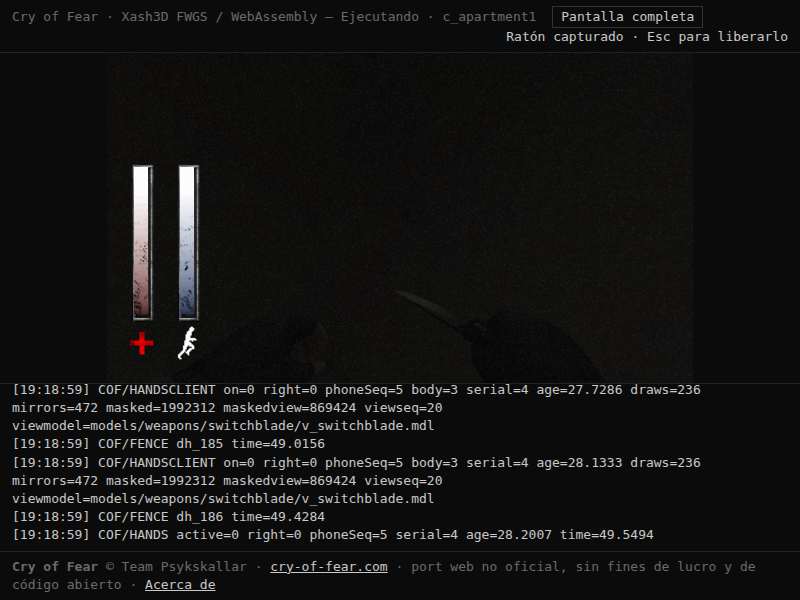 Cry of Fear · Xash3D FWGS / WebAssembly — Ejecutando · c_apartment1 Pantalla completa
Ratón capturado · Esc para liberarlo
[19:18:59] COF/HANDSCLIENT on=0 right=0 phoneSeq=5 body=3 serial=4 age=27.7286 draws=236
mirrors=472 masked=1992312 maskedview=869424 viewseq=20
viewmodel=models/weapons/switchblade/v_switchblade.mdl
[19:18:59] COF/FENCE dh_185 time=49.0156
[19:18:59] COF/HANDSCLIENT on=0 right=0 phoneSeq=5 body=3 serial=4 age=28.1333 draws=236
mirrors=472 masked=1992312 maskedview=869424 viewseq=20
viewmodel=models/weapons/switchblade/v_switchblade.mdl
[19:18:59] COF/FENCE dh_186 time=49.4284
[19:18:59] COF/HANDS active=0 right=0 phoneSeq=5 serial=4 age=28.2007 time=49.5494
Cry of Fear © Team Psykskallar · cry-of-fear.com · port web no oficial, sin fines de lucro y de
código abierto · Acerca de